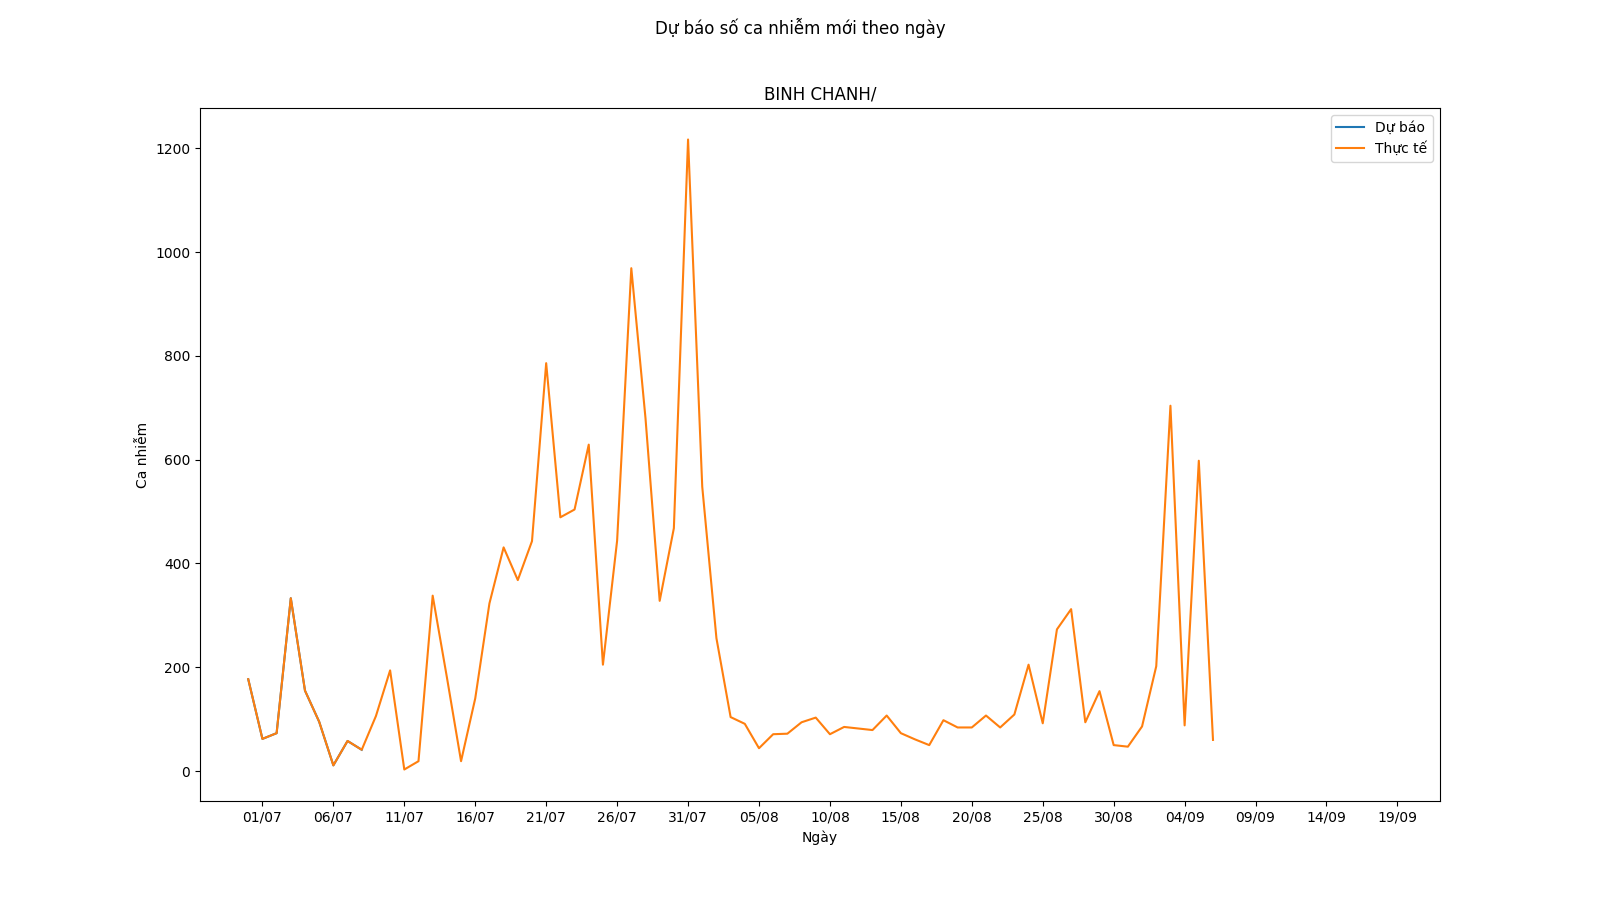 Dự báo số ca nhiễm mới theo ngày
BINH CHANH/
Dự báo
Thực tế
1200
1000
800
600
400
200
0
Ca nhiễm
01/07 06/07 11/07 16/07 21/07 26/07 31/07 05/08 10/08 15/08 20/08 25/08 30/08 04/09 09/09 14/09 19/09
Ngày